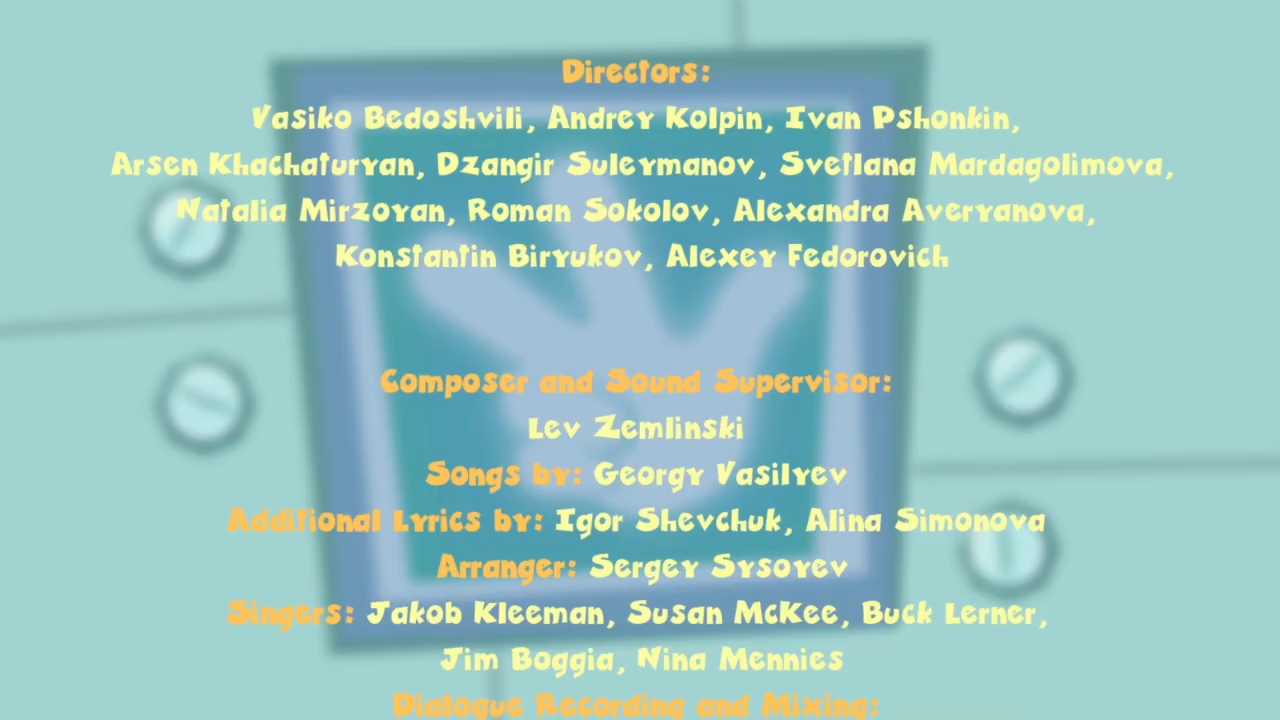 Directors:
Vasiko Bedoshvili, Andrey Kolpin, Ivan Pshonkin,
Arsen Khachaturyan, Dzangir Suleymanov, Svetlana Mardagolimova,
Natalia Mirzoyan, Roman Sokolov, Alexandra Averyanova,
Konstantin Biryukov, Alexey Fedorovich
Composer and Sound Supervisor:
Lev Zemlinski
Songs by: Georgy Vasilyev
Additional Lyrics by: Igor Shevchuk, Alina Simonova
Arranger: Sergey Sysoyev
Singers: Jakob Kleeman, Susan McKee, Buck Lerner,
Jim Boggia, Nina Mennies
Dialogue Recording and Mixing: